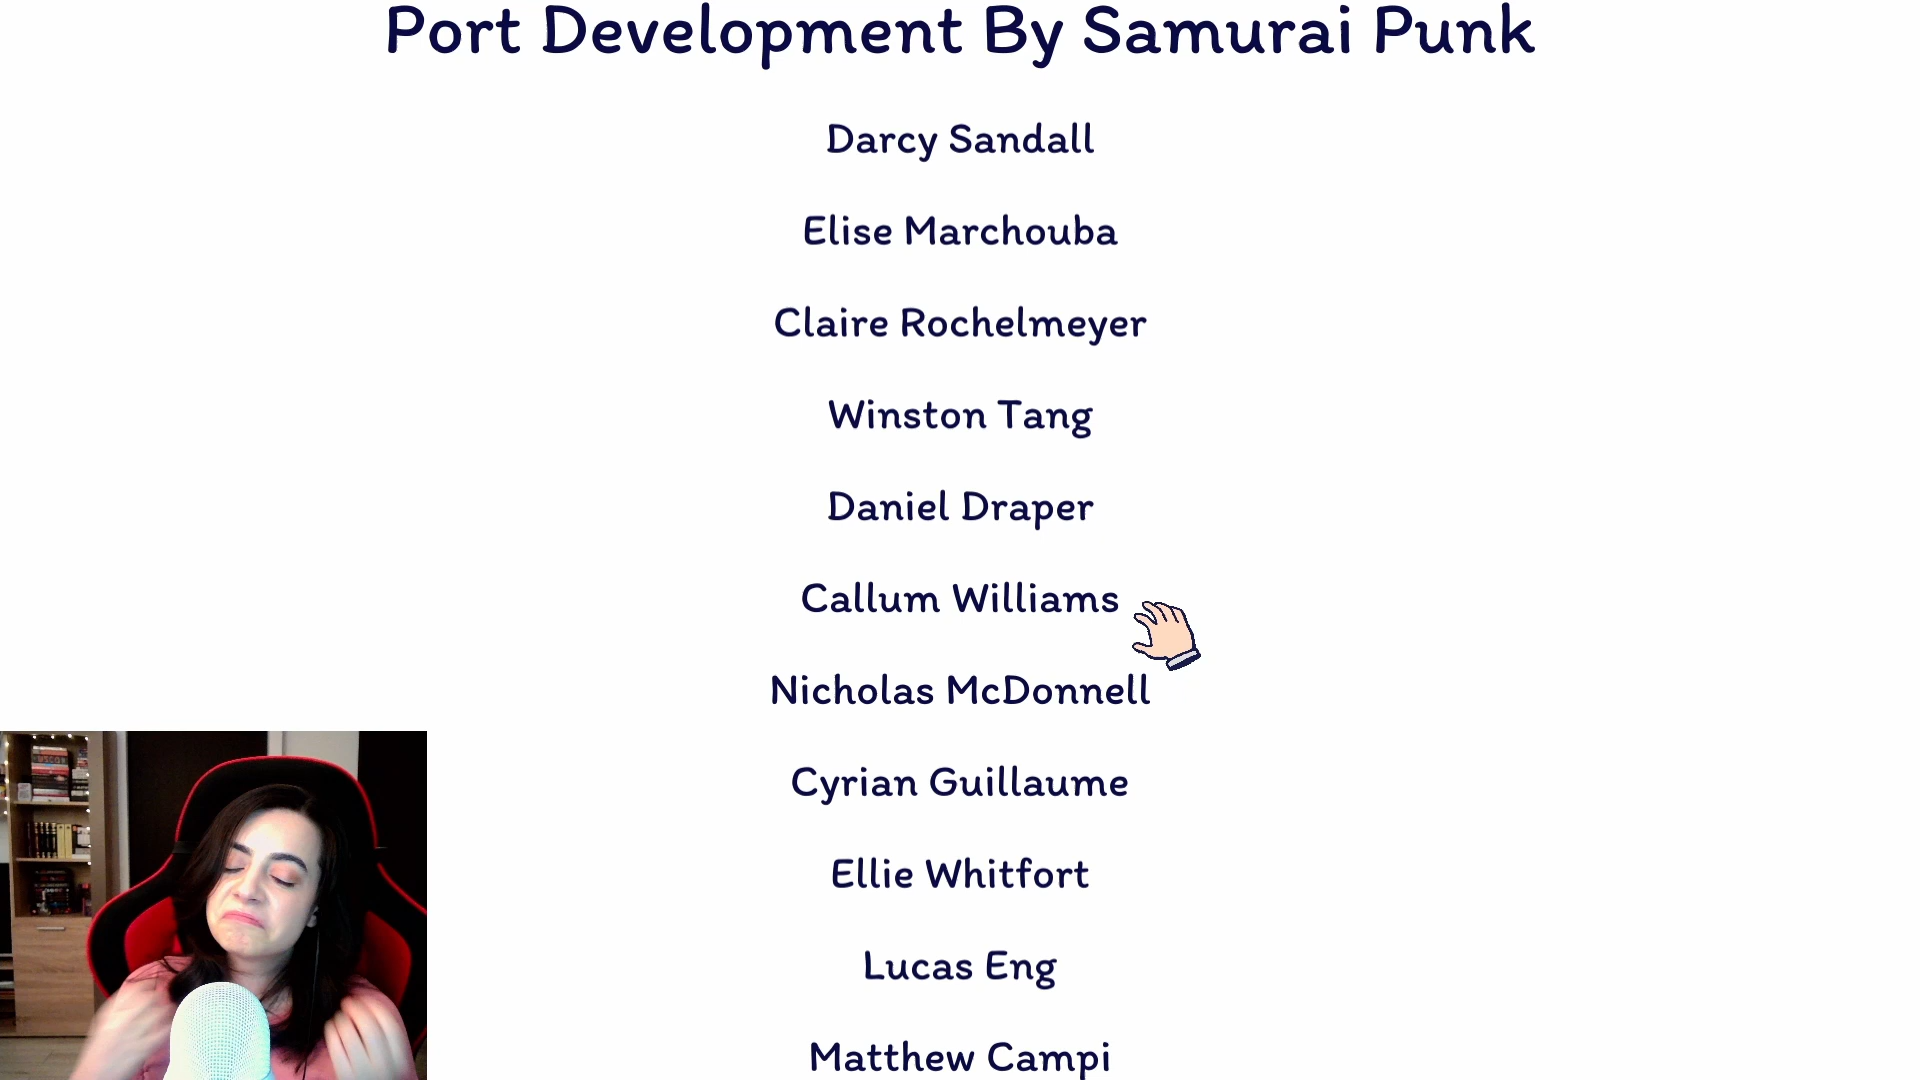 Port Development By Samurai Punk
Darcy Sandall
Elise Marchouba
Claire Rochelmeyer
Winston Tang
Daniel Draper
Callum Williams
Nicholas McDonnell
Cyrian Guillaume
Ellie Whitfort
Lucas Eng
Matthew Campi